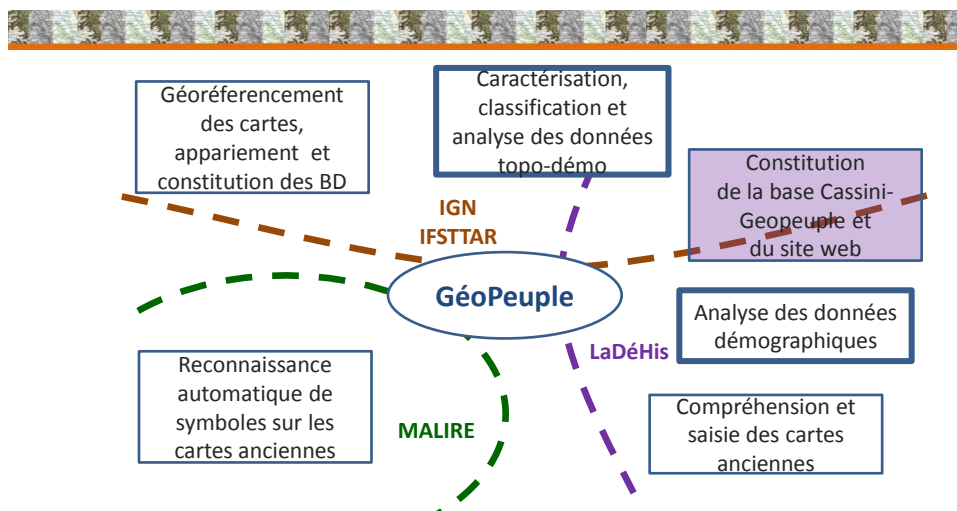 Géoréferencement
des cartes,
appariement et
constitution des BD
Caractérisation,
classification et
analyse des données
topo-démo
Constitution
de la base Cassini-
Geopeuple et
du site web
IGN
IFSTTAR
GéoPeuple
LaDéHis
Analyse des données
démographiques
Reconnaissance
automatique de
symboles sur les
cartes anciennes
MALIRE
Compréhension et
saisie des cartes
anciennes